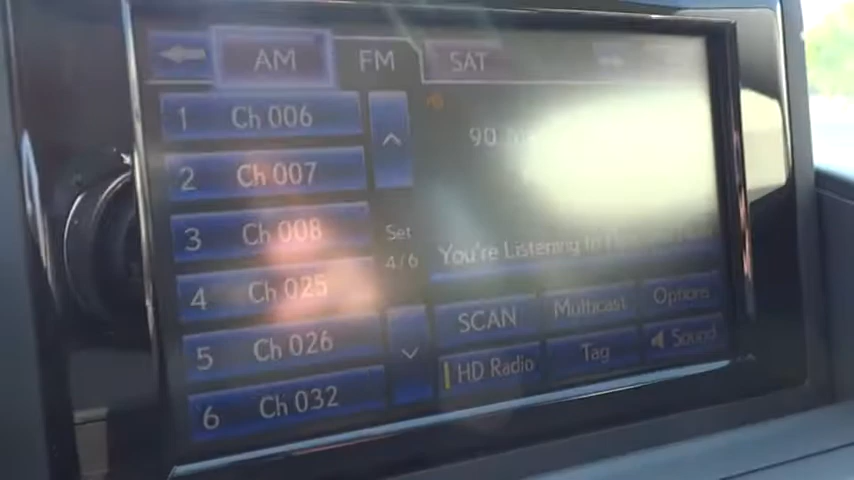 AM FM SAT
1 Ch 006
90
2 Ch 007
3 Ch 008
Set
4/6
You're Listening to
4 Ch 025
SCAN Multicast Options
5 Ch 026
HD Radio Tag Sound
6 Ch 032